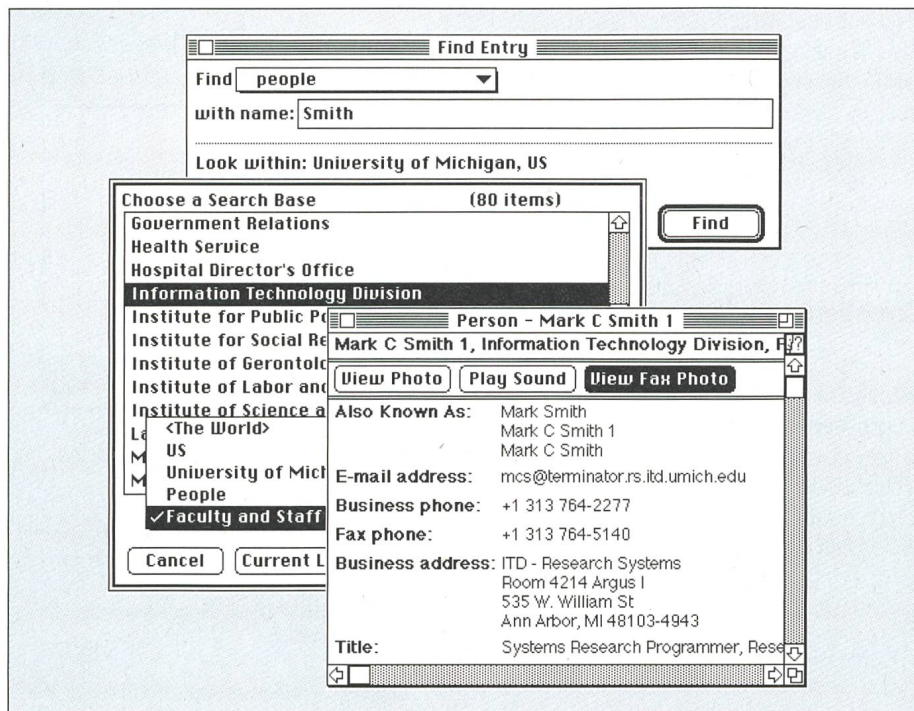 Find Entry
Find people
with name: Smith
Look within: University of Michigan, US
Find
Choose a Search Base (80 items)
Government Relations
Health Service
Hospital Director's Office
Information Technology Division
Institute for Public
Institute for Social
Institute of
Institute of Labor and
Institute of Science
<The World>
US
University of
People
✓Faculty and Staff
Cancel
Current
Person - Mark C Smith 1
Mark C Smith 1, Information Technology Division,
View Photo
Play Sound
View Fax Photo
Also Known As: Mark Smith
Mark C Smith 1
Mark C Smith
E-mail address: mcs@terminator.rs.itd.umich.edu
Business phone: +1 313 764-2277
Fax phone: +1 313 764-5140
Business address: ITD - Research Systems
Room 4214 Argus I
535 W. William St
Ann Arbor, MI 48103-4943
Title: Systems Research Programmer,